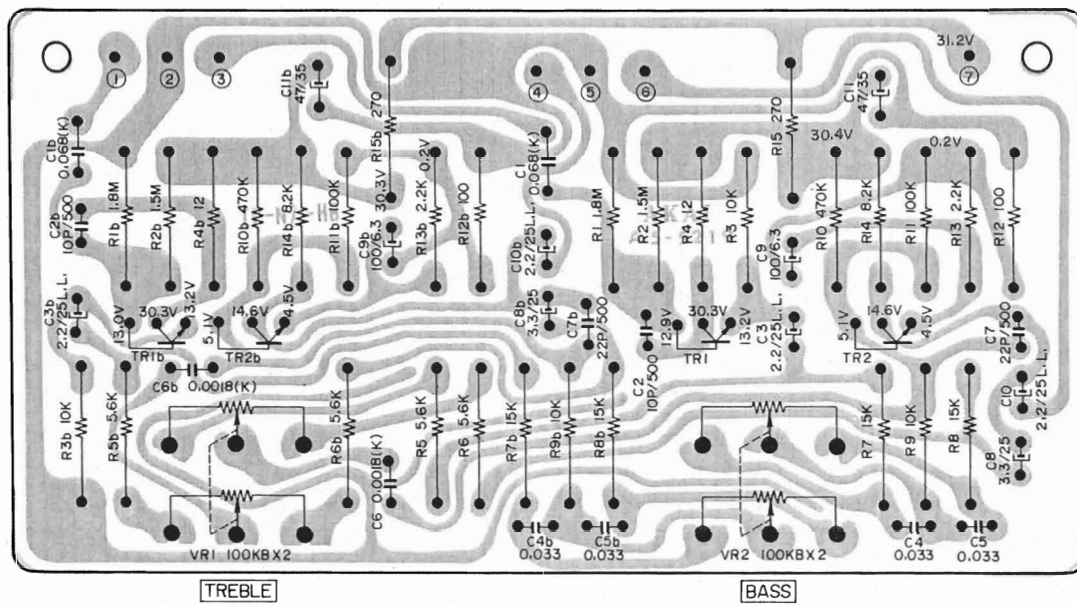 31.2V
① ② ③ ④ ⑤ ⑥ ⑦
C11b 47/35
C11 47/35
R15b 270
R15 270
30.4V
C1b 0.068(K)
C1 0.068(K)
0.2V
0.2V
R1b 1.8M
R2b 1.5M
R4b 12
R10b 470K
R14b 8.2K
R11b 100K
30.3V
R13b 2.2K
R12b 100
R1 1.8M
R2 1.5M
R4 12
R3 10K
R10 470K
R14 8.2K
R11 100K
R13 2.2K
R12 100
C2b 10P/500
C9b 100/6.3
C10b 2.2/25L.L.
C9 100/6.3
C3b 2.2/25L.L.
13.0V
30.3V
13.2V
5.1V
14.6V
4.5V
C8b 3.3/25
C7b 22P/500
C2 10P/500
12.9V
30.3V
13.2V
C3 2.2/25L.L.
5.1V
14.6V
4.5V
C7 22P/500
TR1b
TR2b
TR1
TR2
C6b 0.0018(K)
C10 2.2/25L.L.
R3b 10K
R5b 5.6K
R6b 5.6K
R5 5.6K
R6 5.6K
R7b 15K
R9b 10K
R8b 15K
R7 15K
R9 10K
R8 15K
C6 0.0018(K)
C8 3.3/25
C4b 0.033
C5b 0.033
C4 0.033
C5 0.033
VR1 100KBX2
VR2 100KBX2
TREBLE
BASS